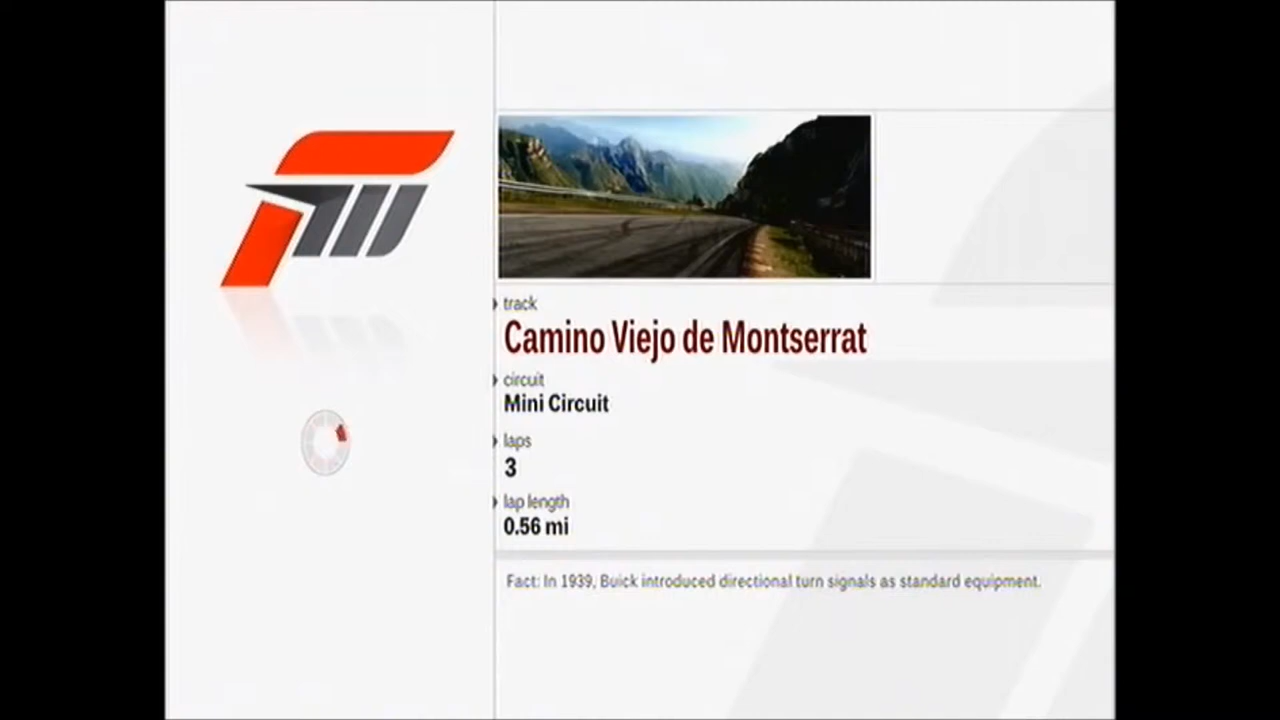 track
Camino Viejo de Montserrat
circuit
Mini Circuit
laps
3
lap length
0.56 mi
Fact: In 1939, Buick introduced directional turn signals as standard equipment.